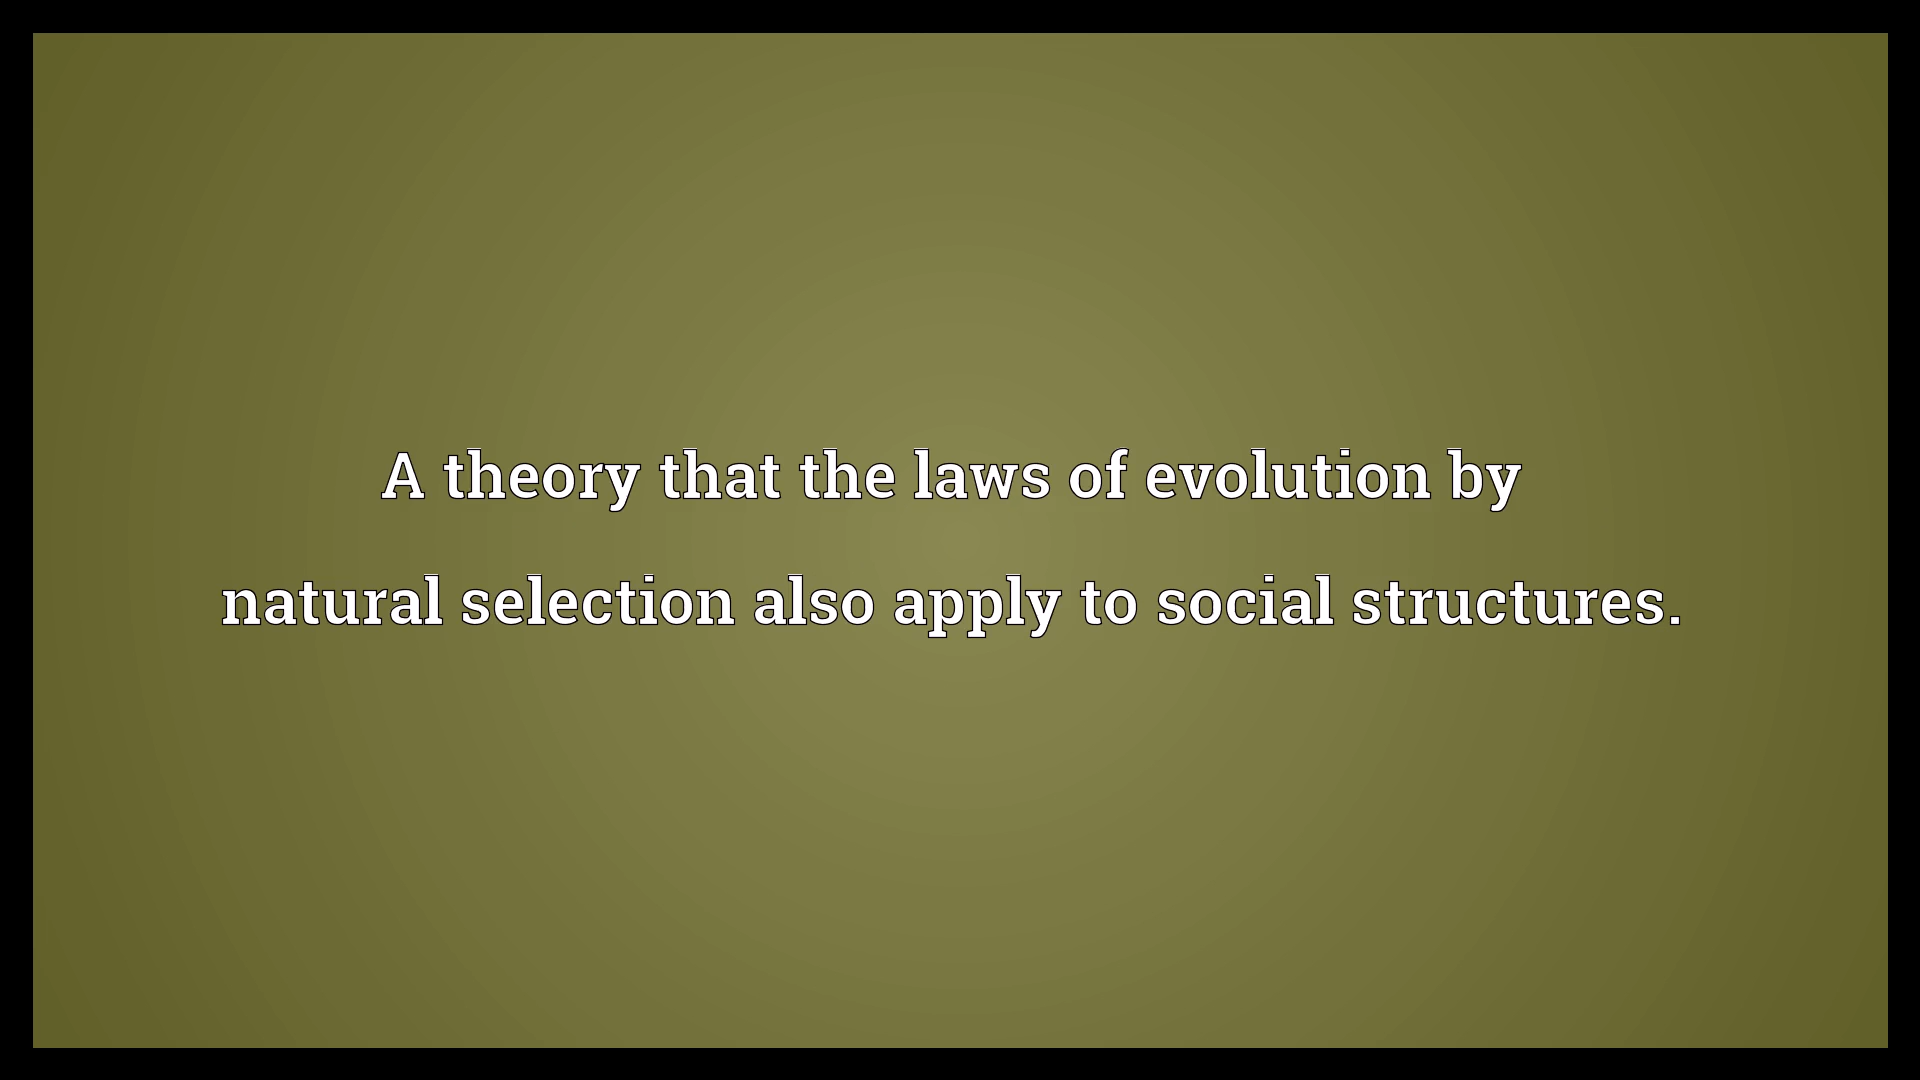 A theory that the laws of evolution by
natural selection also apply to social structures.